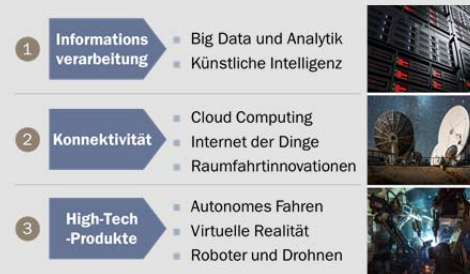 1
Informations
verarbeitung
Big Data und Analytik
Künstliche Intelligenz
2
Konnektivität
Cloud Computing
Internet der Dinge
Raumfahrtinnovationen
3
High-Tech
-Produkte
Autonomes Fahren
Virtuelle Realität
Roboter und Drohnen